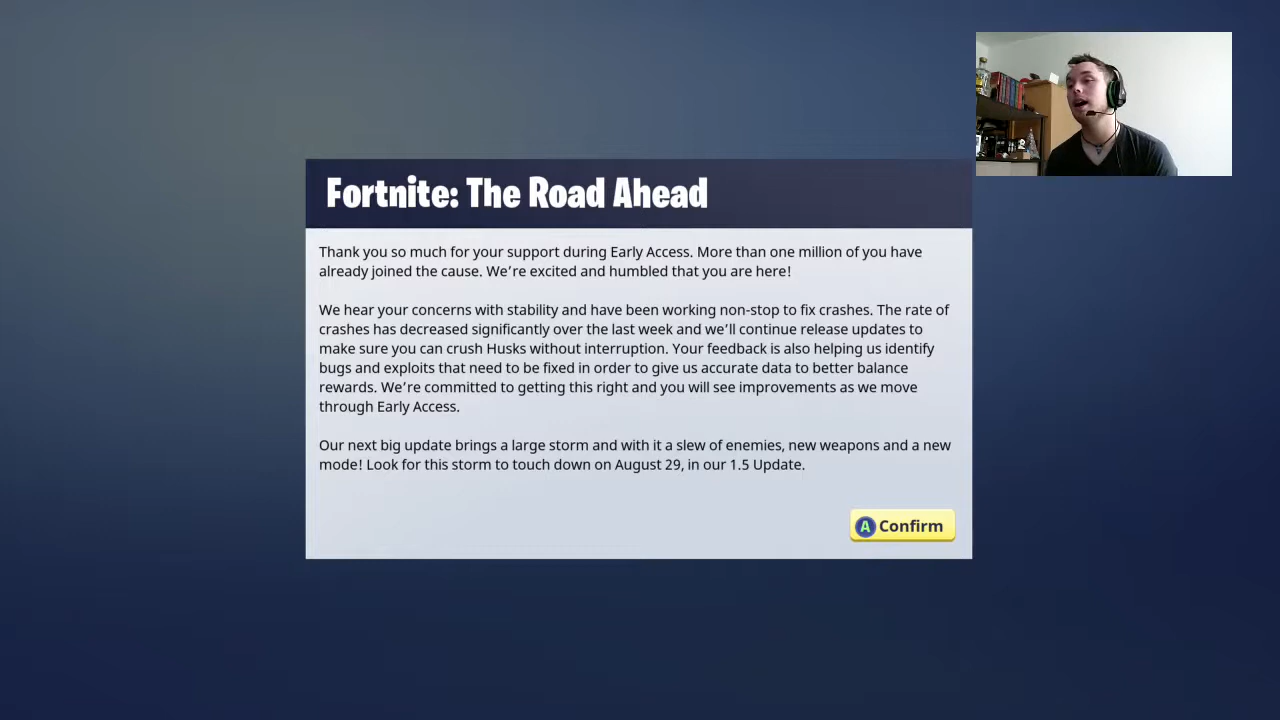 Fortnite: The Road Ahead
Thank you so much for your support during Early Access. More than one million of you have
already joined the cause. We're excited and humbled that you are here!
We hear your concerns with stability and have been working non-stop to fix crashes. The rate of
crashes has decreased significantly over the last week and we'll continue release updates to
make sure you can crush Husks without interruption. Your feedback is also helping us identify
bugs and exploits that need to be fixed in order to give us accurate data to better balance
rewards. We're committed to getting this right and you will see improvements as we move
through Early Access.
Our next big update brings a large storm and with it a slew of enemies, new weapons and a new
mode! Look for this storm to touch down on August 29, in our 1.5 Update.
A Confirm